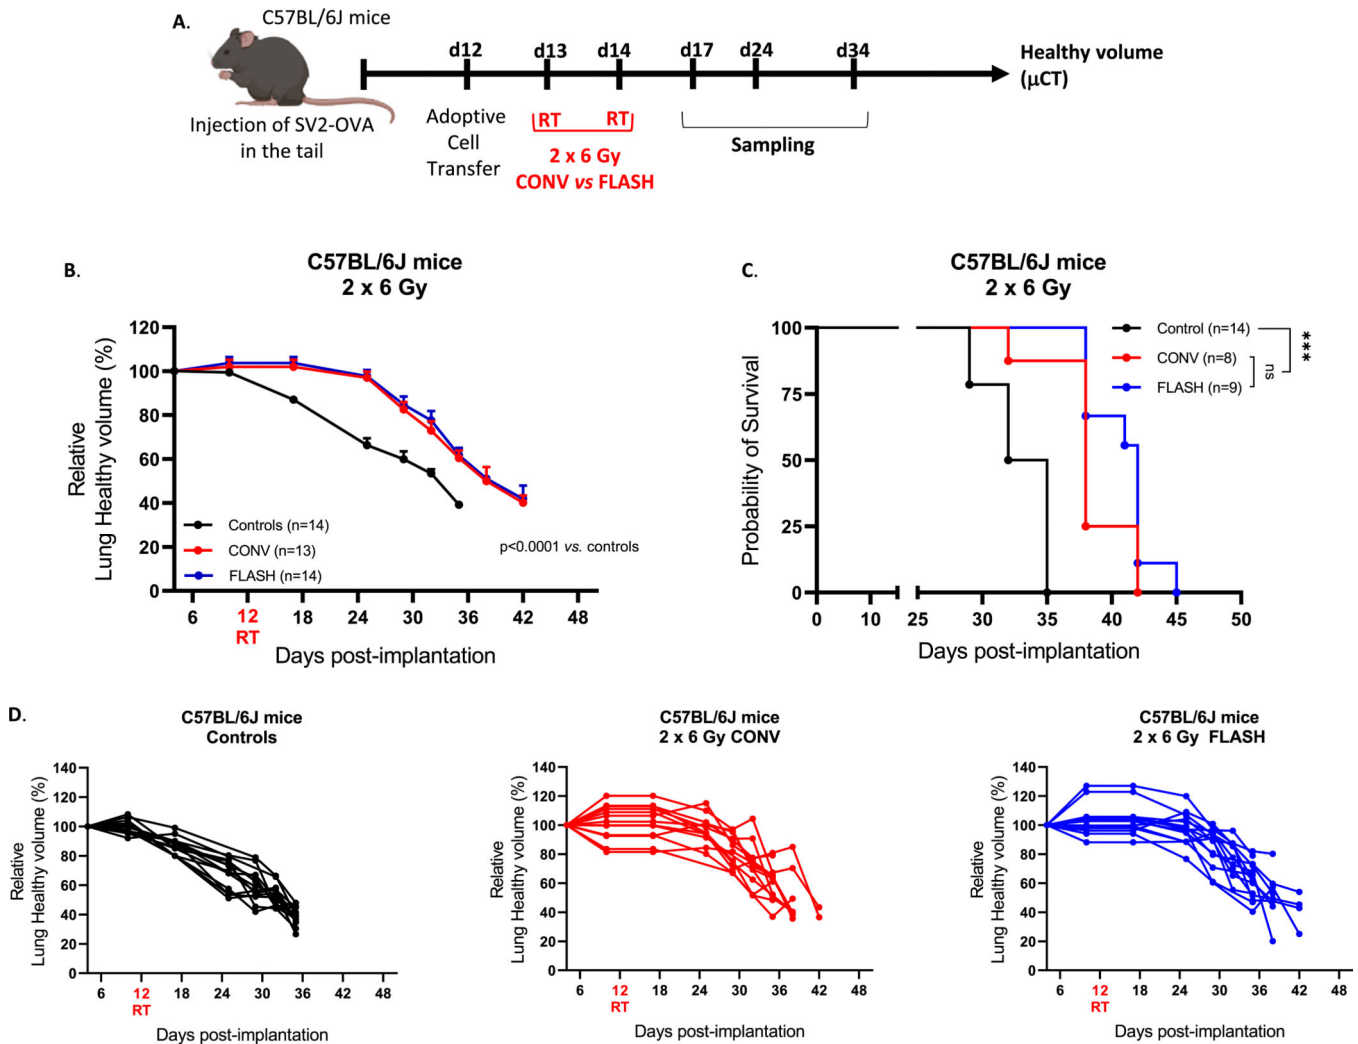 A.
C57BL/6J mice
Injection of SV2-OVA
in the tail
d12
d13
d14
d17
d24
d34
Healthy volume
(μCT)
Adoptive
Cell
Transfer
RT
RT
2 x 6 Gy
CONV vs FLASH
Sampling
B.
C57BL/6J mice
2 x 6 Gy
Relative
Lung Healthy volume (%)
120
100
80
60
40
20
0
Controls (n=14)
CONV (n=13)
FLASH (n=14)
p<0.0001 vs. controls
6
12
RT
18
24
30
36
42
48
Days post-implantation
C.
C57BL/6J mice
2 x 6 Gy
Probability of Survival
100
75
50
25
0
Control (n=14)
CONV (n=8)
FLASH (n=9)
ns
***
0
10
25
30
35
40
45
50
Days post-implantation
D.
C57BL/6J mice
Controls
Relative
Lung Healthy volume (%)
140
120
100
80
60
40
20
0
6
12
RT
18
24
30
36
42
48
Days post-implantation
C57BL/6J mice
2 x 6 Gy CONV
Relative
Lung Healthy volume (%)
140
120
100
80
60
40
20
0
6
12
RT
18
24
30
36
42
48
Days post-implantation
C57BL/6J mice
2 x 6 Gy FLASH
Relative
Lung Healthy volume (%)
140
120
100
80
60
40
20
0
6
12
RT
18
24
30
36
42
48
Days post-implantation